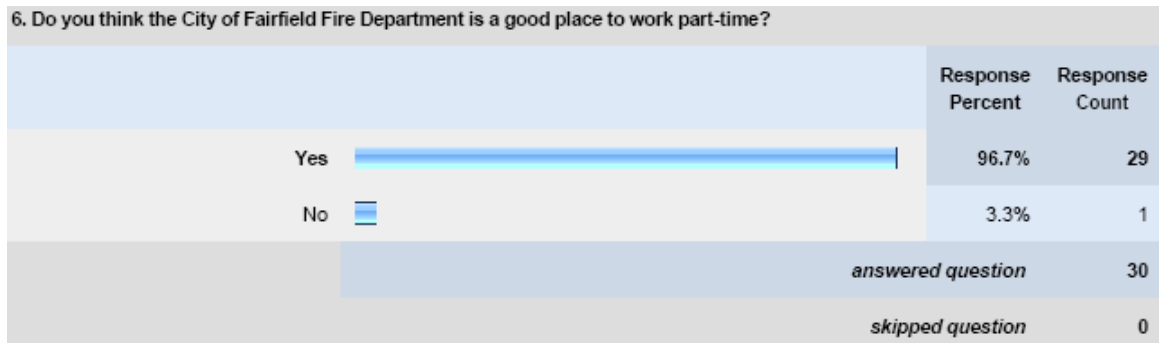 6. Do you think the City of Fairfield Fire Department is a good place to work part-time?
Response Response
Percent Count
Yes 96.7% 29
No 3.3% 1
answered question 30
skipped question 0